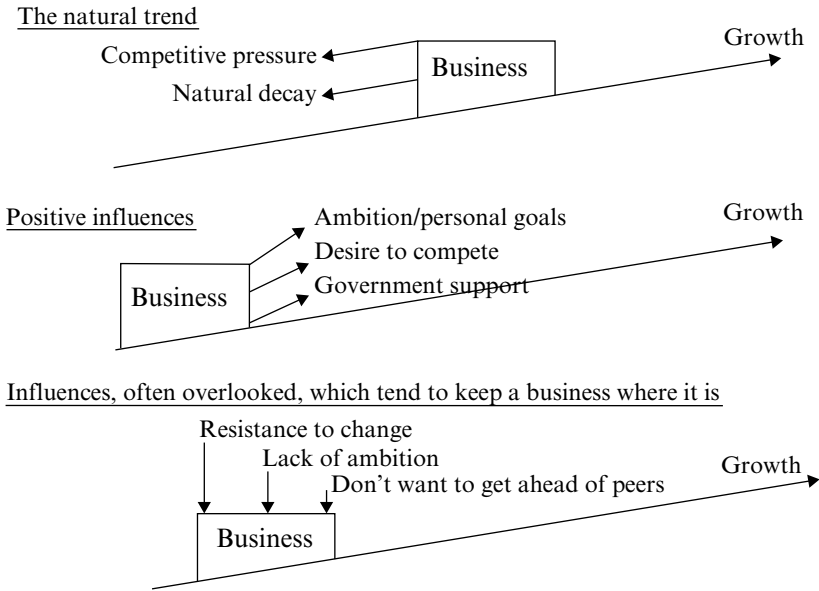 The natural trend
Growth
Competitive pressure
Business
Natural decay
Positive influences
Ambition/personal goals
Growth
Desire to compete
Government support
Business
Influences, often overlooked, which tend to keep a business where it is
Resistance to change
Lack of ambition
Growth
Don't want to get ahead of peers
Business